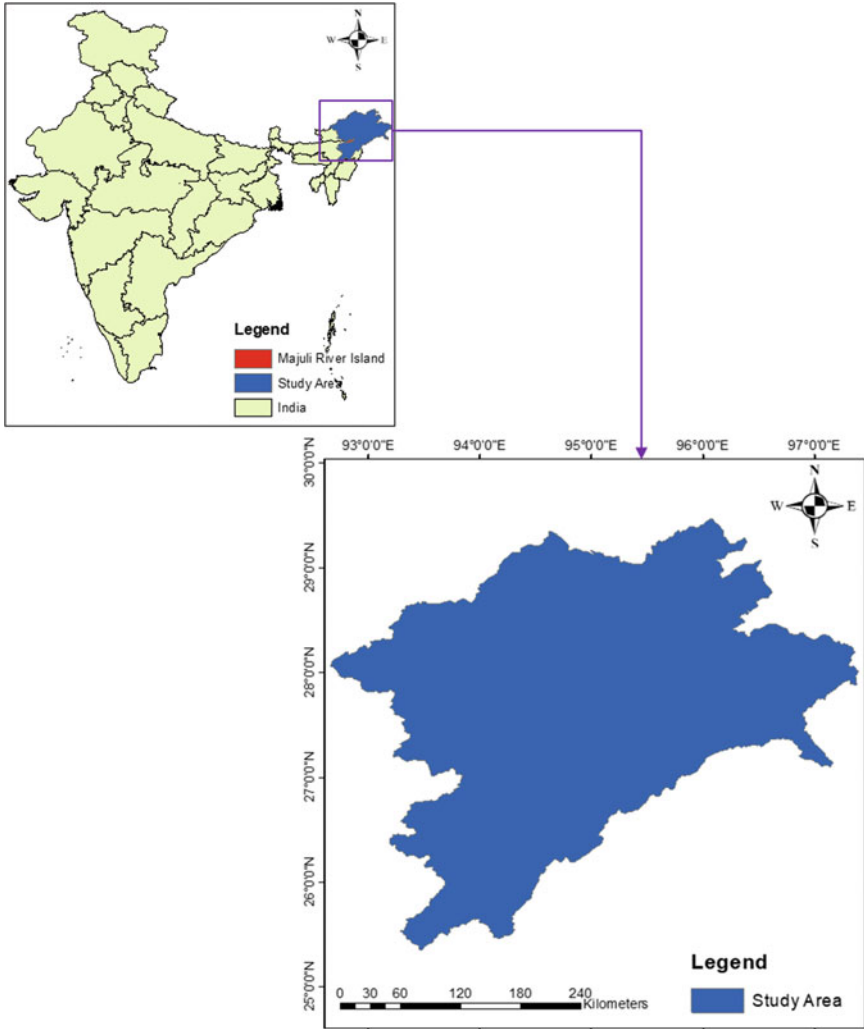 N
W E
S
Legend
Majuli River Island
Study Area
India
93°0'0"E 94°0'0"E 95°0'0"E 96°0'0"E 97°0'0"E
30°0'0"N
29°0'0"N
28°0'0"N
27°0'0"N
26°0'0"N
25°0'0"N
N
W E
S
Legend
Study Area
0 30 60 120 180 240
Kilometers